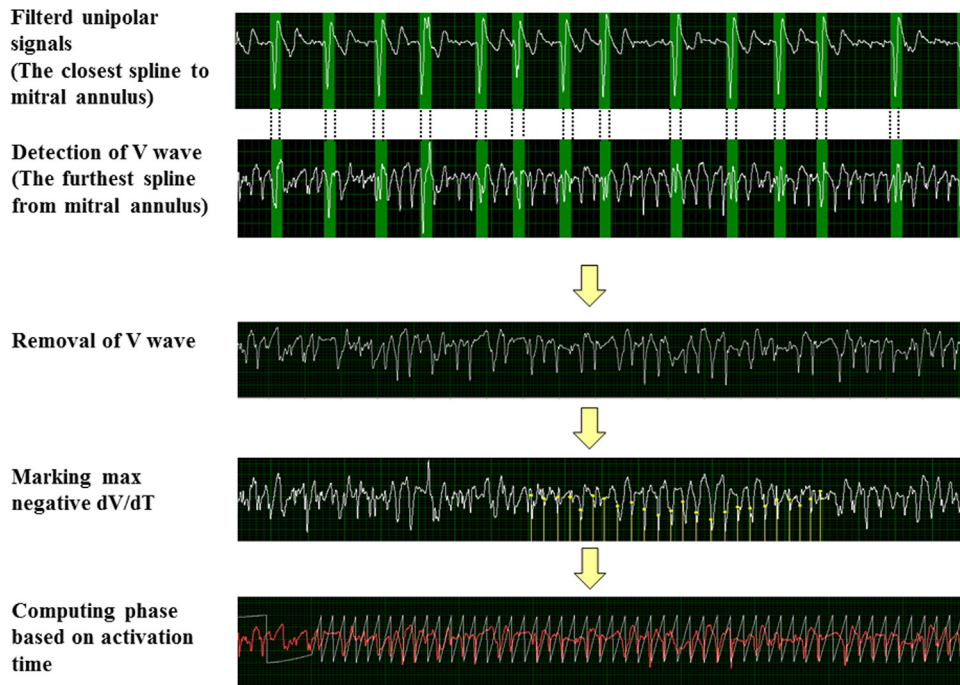 Filterd unipolar
signals
(The closest spline to
mitral annulus)
Detection of V wave
(The furthest spline
from mitral annulus)
Removal of V wave
Marking max
negative dV/dT
Computing phase
based on activation
time